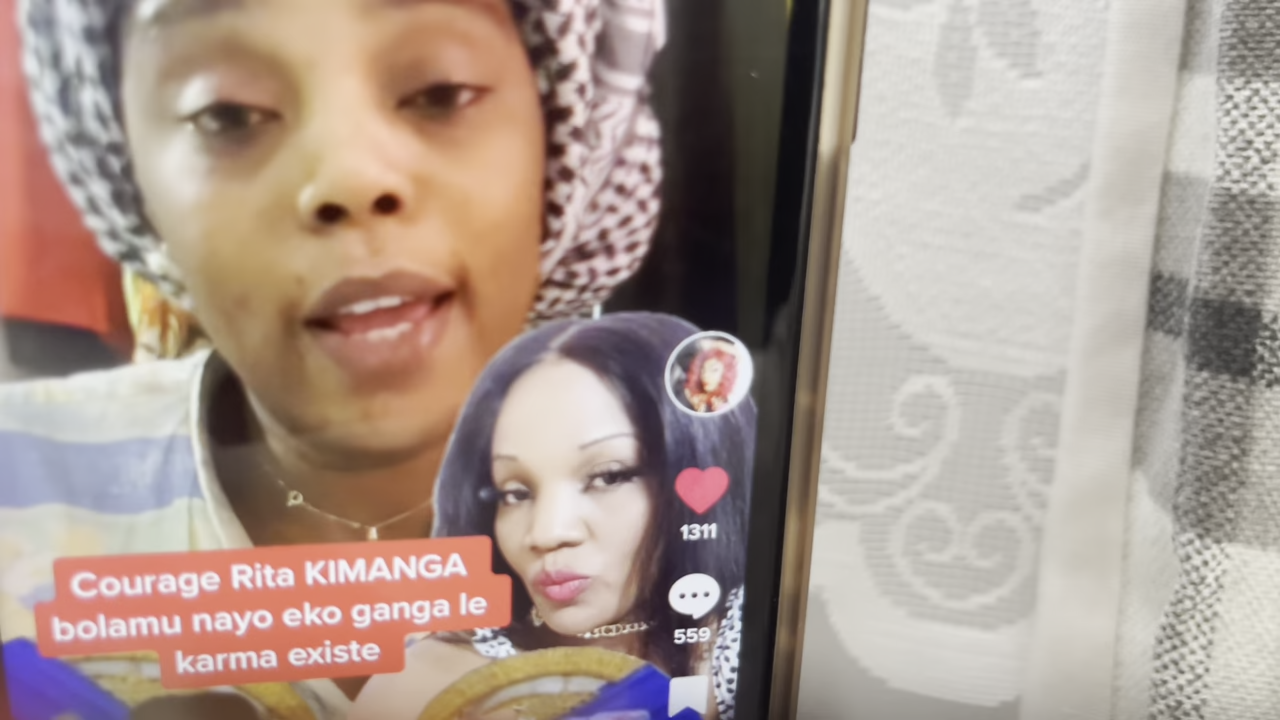 Courage Rita KIMANGA
bolamu nayo eko ganga le
karma existe
1311
559